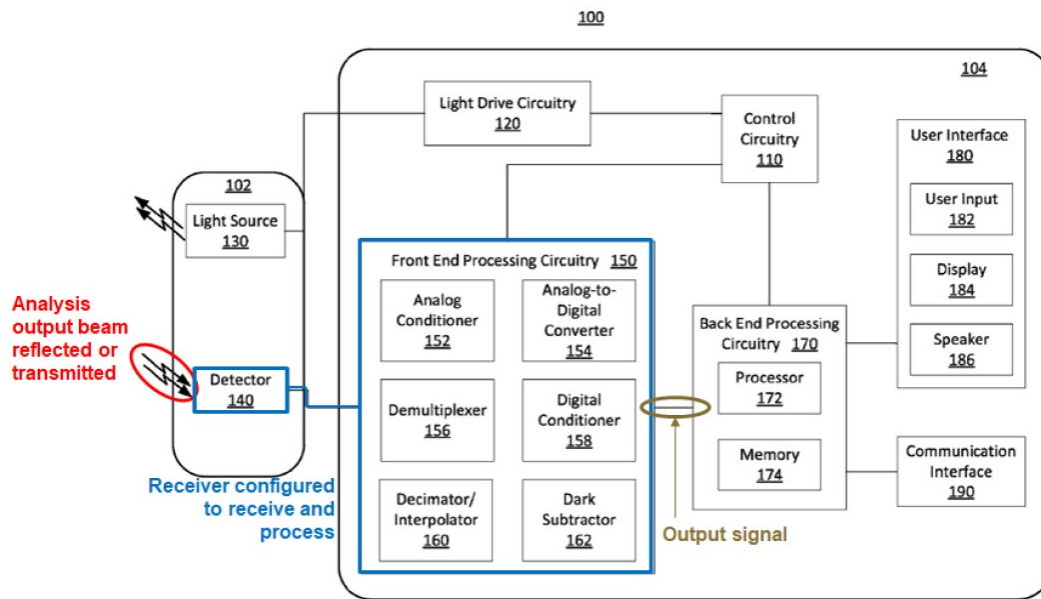 100
104
Light Drive Circuitry
120
Control
Circuitry
110
User Interface
180
User Input
182
Display
184
Speaker
186
102
Light Source
130
Analysis
output beam
reflected or
transmitted
Detector
140
Receiver configured
to receive and
process
Front End Processing Circuitry 150
Analog
Conditioner
152
Analog-to-
Digital
Converter
154
Demultiplexer
156
Digital
Conditioner
158
Decimator/
Interpolator
160
Dark
Subtractor
162
Output signal
Back End Processing
Circuitry 170
Processor
172
Memory
174
Communication
Interface
190